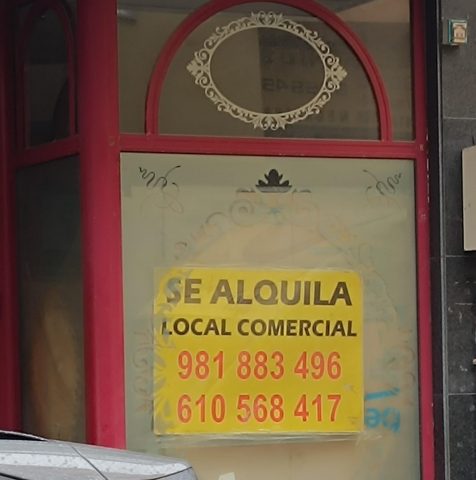 SE ALQUILA
LOCAL COMERCIAL
981 883 496
610 568 417